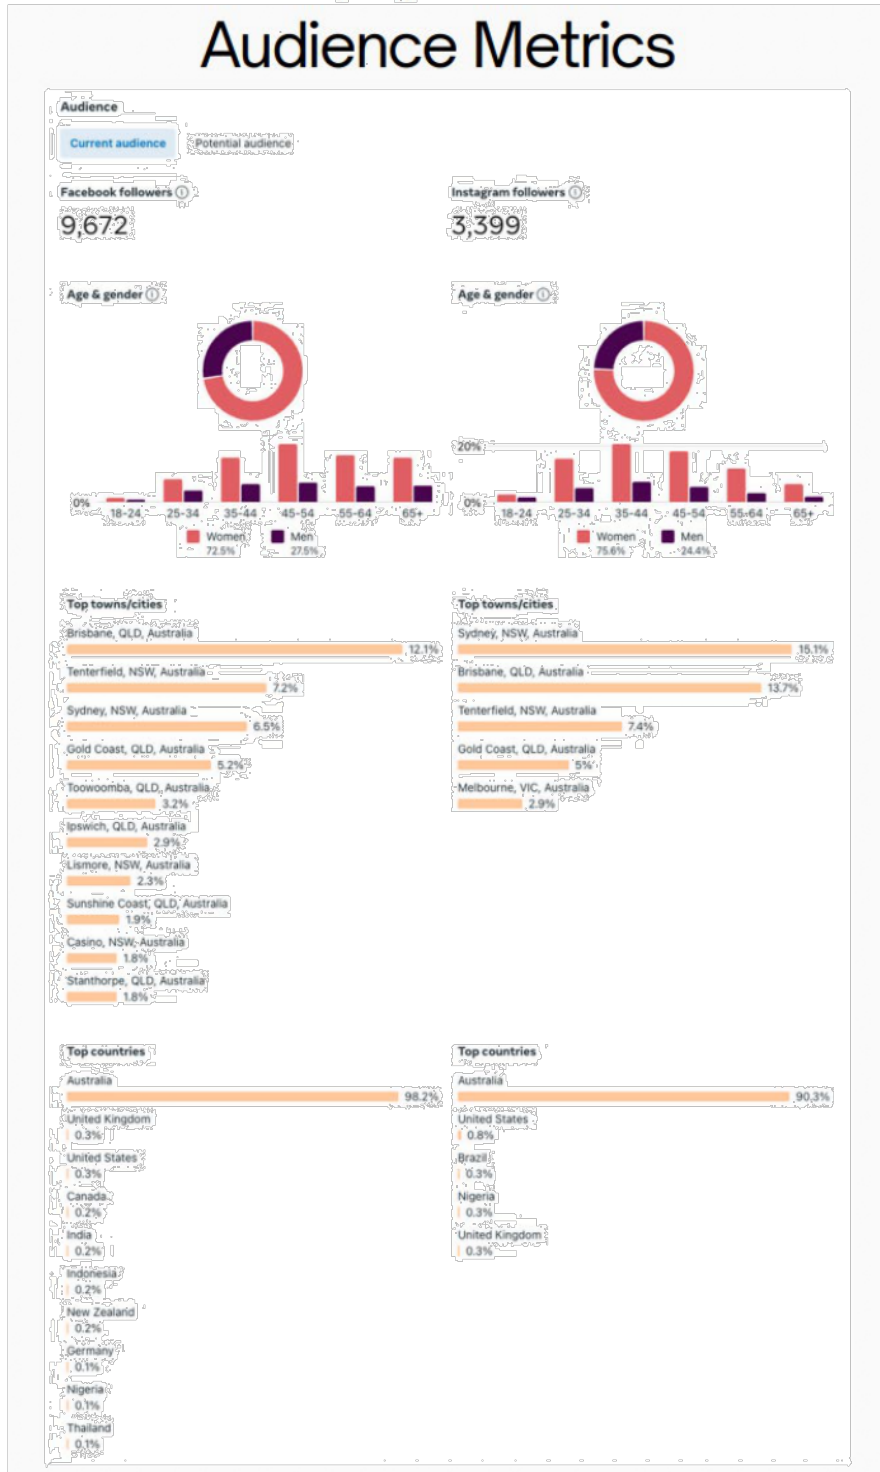 Audience Metrics
Audience
Current audience
Potential audience
Facebook followers
9,672
Age & gender
0%
18-24 25-34 35-44 45-54 55-64 65+
Women Men
72.5% 27.5%
Top towns/cities
Brisbane, QLD, Australia
12.1%
Tenterfield, NSW, Australia
7.2%
Sydney, NSW, Australia
6.5%
Gold Coast, QLD, Australia
5.2%
Toowoomba, QLD, Australia
3.2%
Ipswich, QLD, Australia
2.9%
Lismore, NSW, Australia
2.3%
Sunshine Coast, QLD, Australia
1.9%
Casino, NSW, Australia
1.8%
Stanthorpe, QLD, Australia
1.8%
Top countries
Australia
98.2%
United Kingdom
0.3%
United States
0.3%
Canada
0.2%
India
0.2%
Indonesia
0.2%
New Zealand
0.2%
Germany
0.1%
Nigeria
0.1%
Thailand
0.1%
Instagram followers
3,399
Age & gender
20%
0%
18-24 25-34 35-44 45-54 55-64 65+
Women Men
75.6% 24.4%
Top towns/cities
Sydney, NSW, Australia
15.1%
Brisbane, QLD, Australia
13.7%
Tenterfield, NSW, Australia
7.4%
Gold Coast, QLD, Australia
5%
Melbourne, VIC, Australia
2.9%
Top countries
Australia
90.3%
United States
0.8%
Brazil
0.3%
Nigeria
0.3%
United Kingdom
0.3%